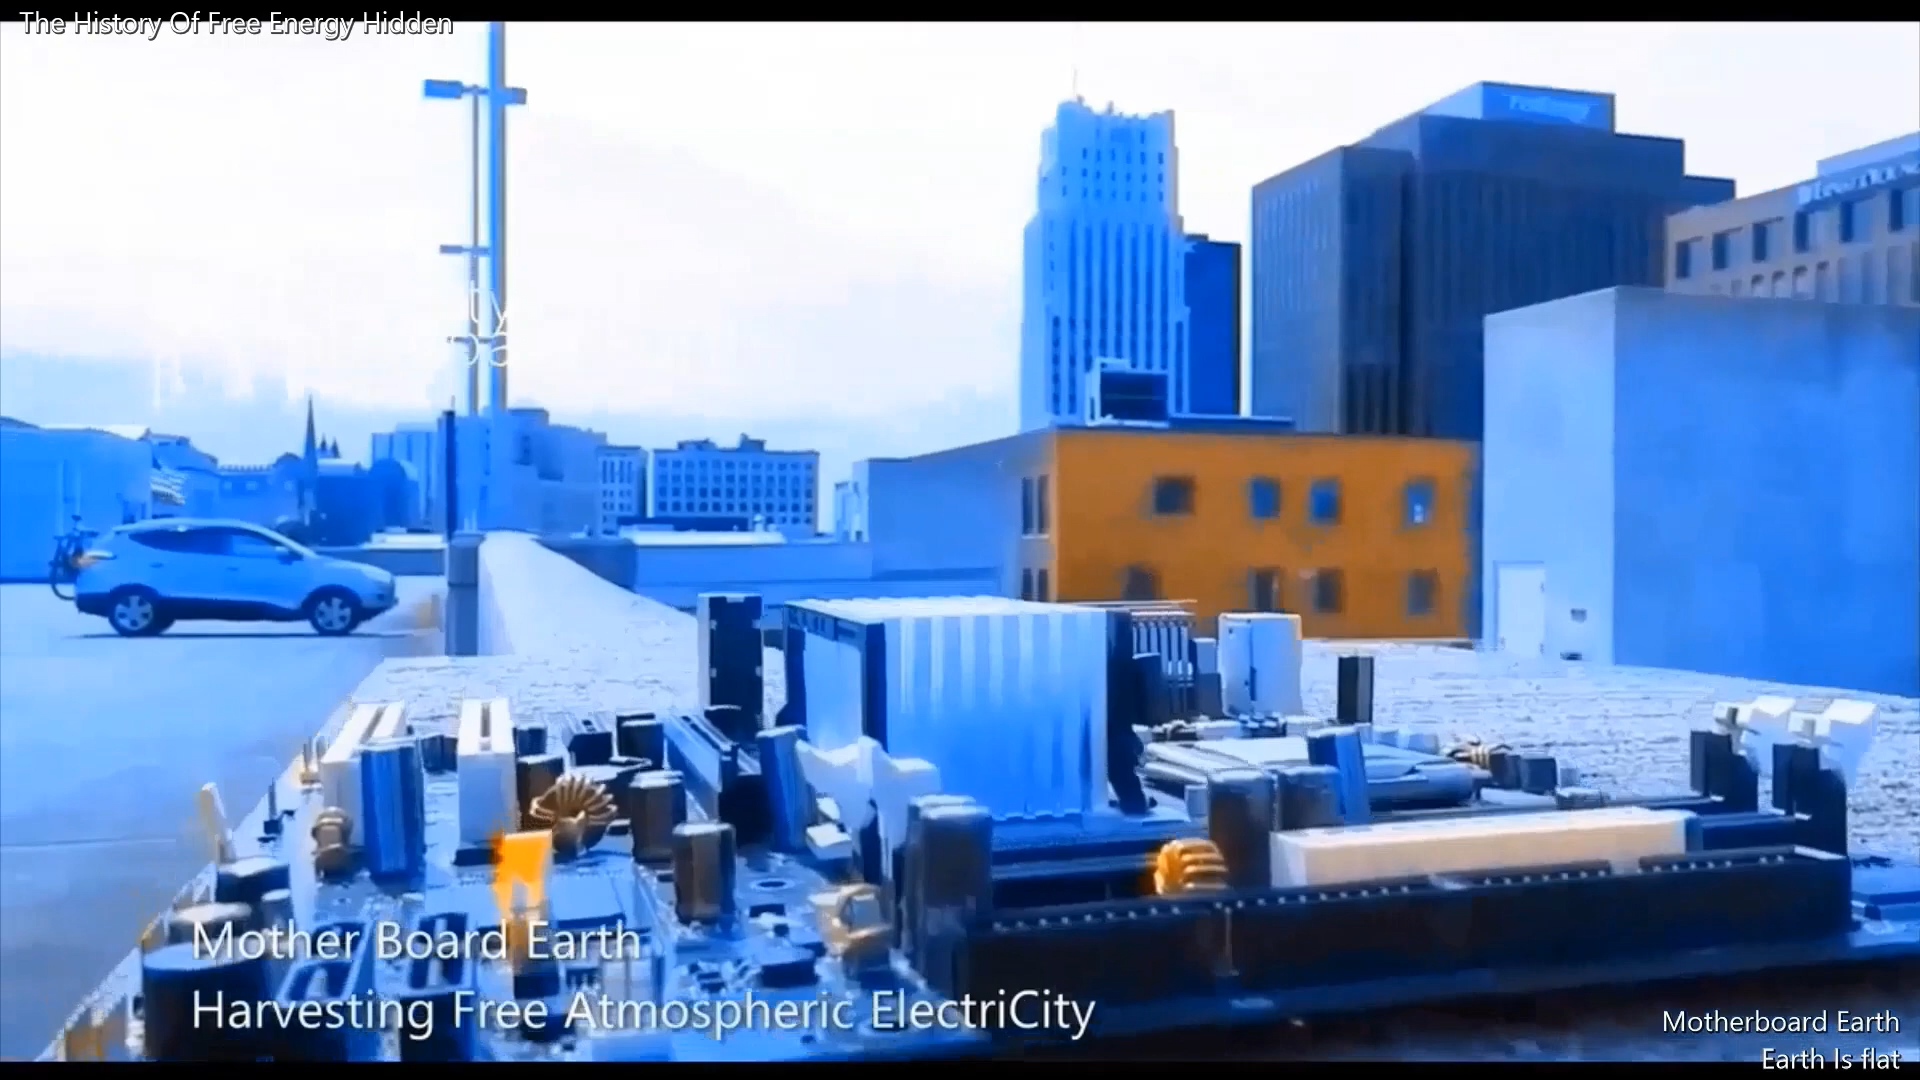 The History Of Free Energy Hidden
Mother Board Earth
Harvesting Free Atmospheric ElectriCity
Motherboard Earth
Earth Is flat